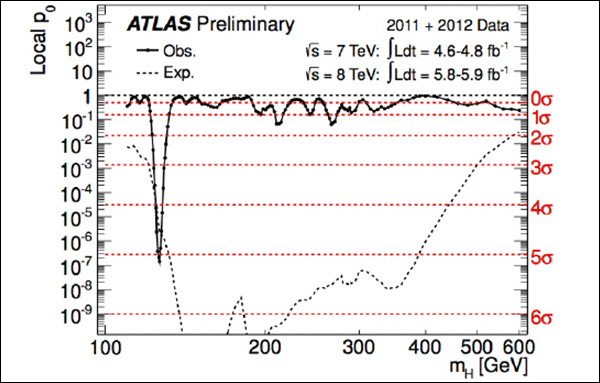 ATLAS Preliminary 2011 + 2012 Data
Obs. √s = 7 TeV: ∫Ldt = 4.6-4.8 fb⁻¹
Exp. √s = 8 TeV: ∫Ldt = 5.8-5.9 fb⁻¹
Local p₀
10³
10²
10
1
10⁻¹
10⁻²
10⁻³
10⁻⁴
10⁻⁵
10⁻⁶
10⁻⁷
10⁻⁸
10⁻⁹
0σ
1σ
2σ
3σ
4σ
5σ
6σ
100 200 300 400 500 600
m_H [GeV]